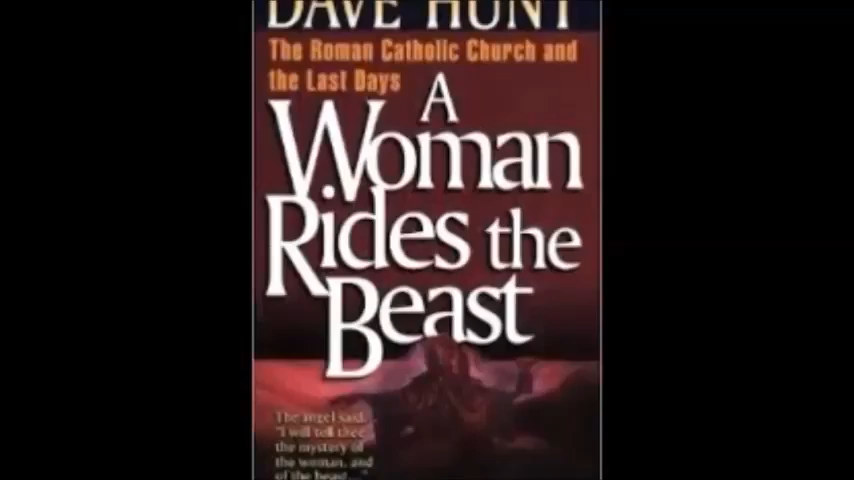 DAVE HUNT
The Roman Catholic Church and
the Last Days
A
Woman
Rides the
Beast
The angel said,
"I will tell thee
the mystery of
the woman, and
of the beast..."